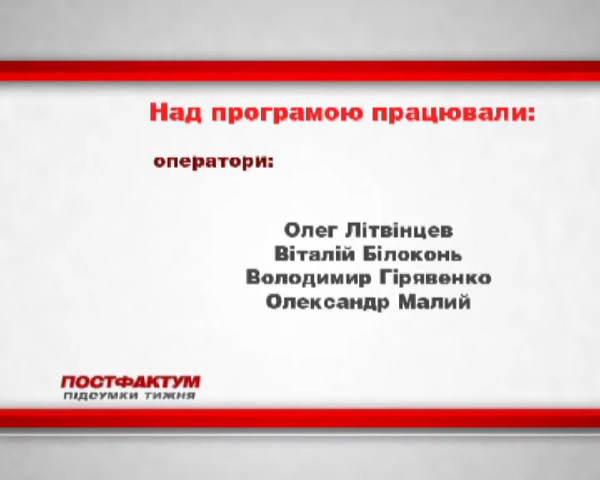 Над програмою працювали:
оператори:
Олег Літвінцев
Віталій Білоконь
Володимир Гірявенко
Олександр Малий
ПОСТФАКТУМ
ПІДСУМКИ ТИЖНЯ